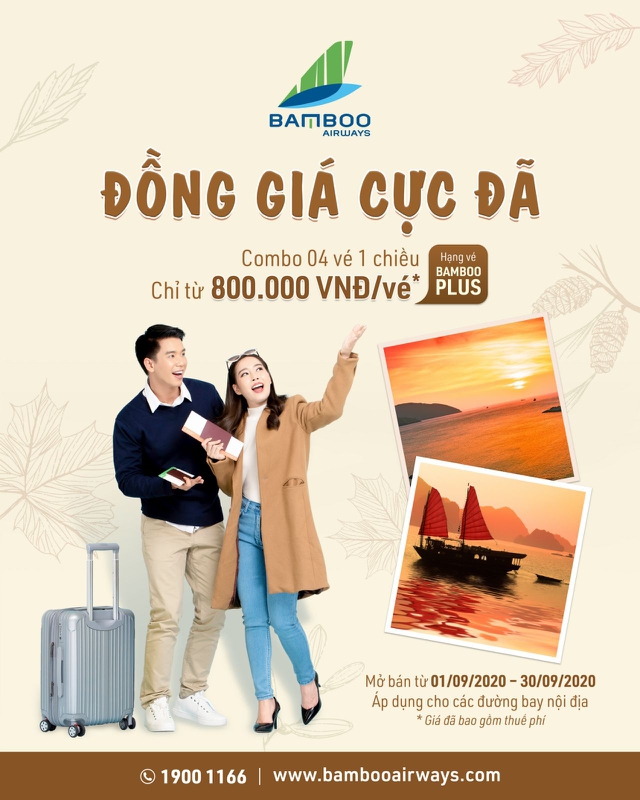 BAMBOO
AIRWAYS
ĐỒNG GIÁ CỰC ĐÃ
Combo 04 vé 1 chiều
Chỉ từ 800.000 VNĐ/vé*
Hạng vé
BAMBOO
PLUS
Mở bán từ 01/09/2020 – 30/09/2020
Áp dụng cho các đường bay nội địa
* Giá đã bao gồm thuế phí
1900 1166 | www.bambooairways.com